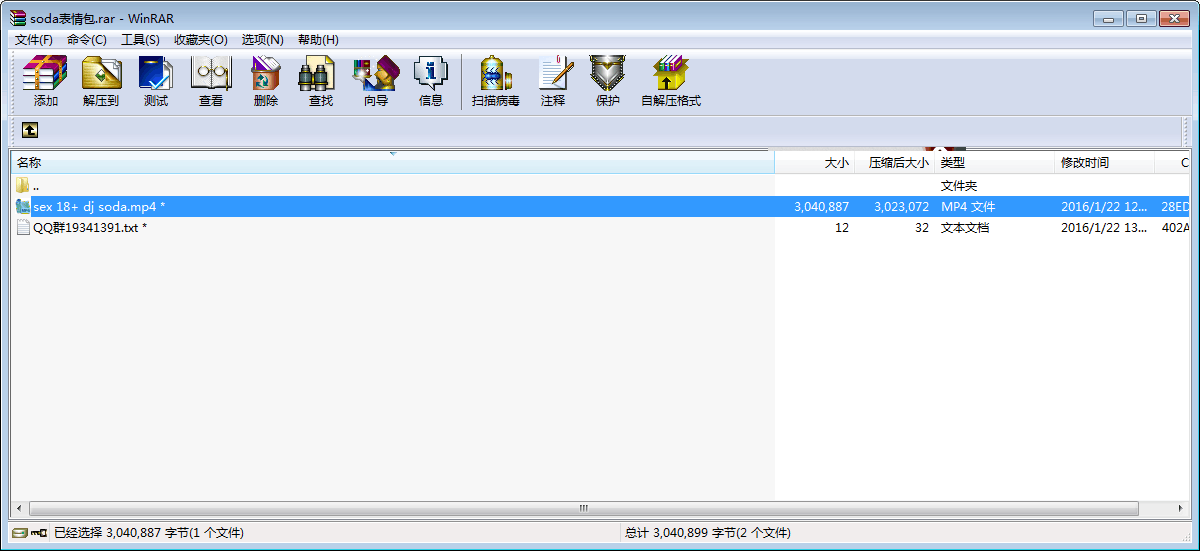 soda表情包.rar - WinRAR
文件(F) 命令(C) 工具(S) 收藏夹(O) 选项(N) 帮助(H)
添加 解压到 测试 查看 删除 查找 向导 信息 扫描病毒 注释 保护 自解压格式
名称 大小 压缩后大小 类型 修改时间 C
.. 文件夹
sex 18+ dj soda.mp4 * 3,040,887 3,023,072 MP4 文件 2016/1/22 12... 28ED
QQ群19341391.txt * 12 32 文本文档 2016/1/22 13... 402A
已经选择 3,040,887 字节(1 个文件) 总计 3,040,899 字节(2 个文件)